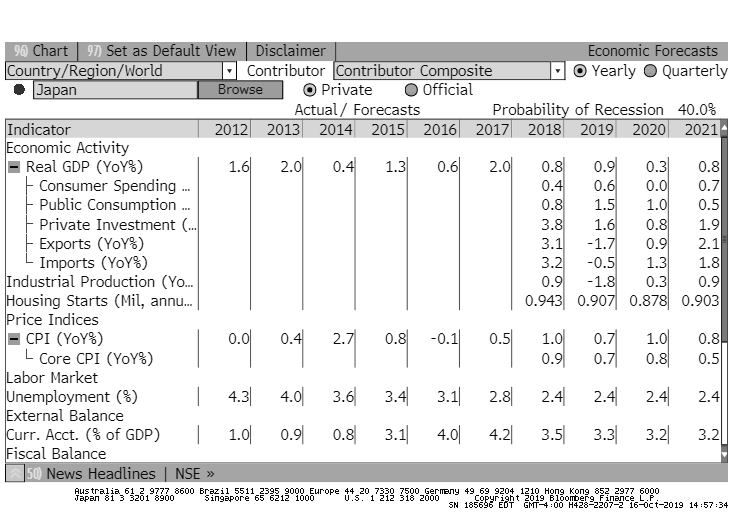 96) Chart 97) Set as Default View Disclaimer Economic Forecasts
Country/Region/World Contributor Contributor Composite Yearly Quarterly
Japan Browse Private Official
Actual / Forecasts Probability of Recession 40.0%
Indicator 2012 2013 2014 2015 2016 2017 2018 2019 2020 2021
Economic Activity
Real GDP (YoY%) 1.6 2.0 0.4 1.3 0.6 2.0 0.8 0.9 0.3 0.8
Consumer Spending ... 0.4 0.6 0.0 0.7
Public Consumption ... 0.8 1.5 1.0 0.5
Private Investment (... 3.8 1.6 0.8 1.9
Exports (YoY%) 3.1 -1.7 0.9 2.1
Imports (YoY%) 3.2 -0.5 1.3 1.8
Industrial Production (Yo... 0.9 -1.8 0.3 0.9
Housing Starts (Mil, annu... 0.943 0.907 0.878 0.903
Price Indices
CPI (YoY%) 0.0 0.4 2.7 0.8 -0.1 0.5 1.0 0.7 1.0 0.8
Core CPI (YoY%) 0.9 0.7 0.8 0.5
Labor Market
Unemployment (%) 4.3 4.0 3.6 3.4 3.1 2.8 2.4 2.4 2.4 2.4
External Balance
Curr. Acct. (% of GDP) 1.0 0.9 0.8 3.1 4.0 4.2 3.5 3.3 3.2 3.2
Fiscal Balance
50) News Headlines | NSE »
Australia 61 2 9777 8600 Brazil 5511 2395 9000 Europe 44 20 7330 7500 Germany 49 69 9204 1210 Hong Kong 852 2977 6000
Japan 81 3 3201 8900 Singapore 65 6212 1000 U.S. 1 212 318 2000 Copyright 2019 Bloomberg Finance L.P.
SN 185696 EDT GMT-4:00 H428-2207-2 16-Oct-2019 14:57:34